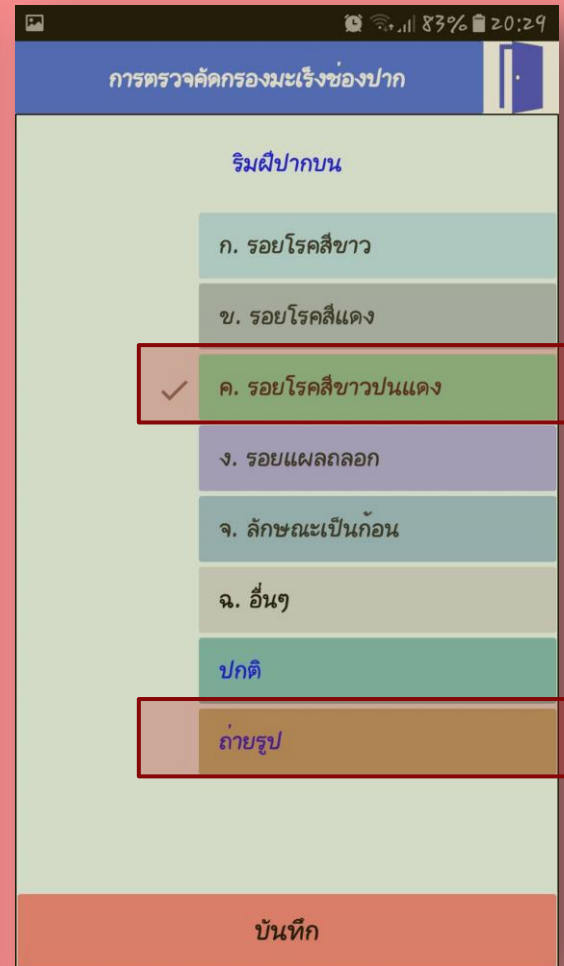 83% 20:29
การตรวจคัดกรองมะเร็งช่องปาก
ริมฝีปากบน
ก. รอยโรคสีขาว
ข. รอยโรคสีแดง
ค. รอยโรคสีขาวปนแดง
ง. รอยแผลถลอก
จ. ลักษณะเป็นก้อน
ฉ. อื่นๆ
ปกติ
ถ่ายรูป
บันทึก